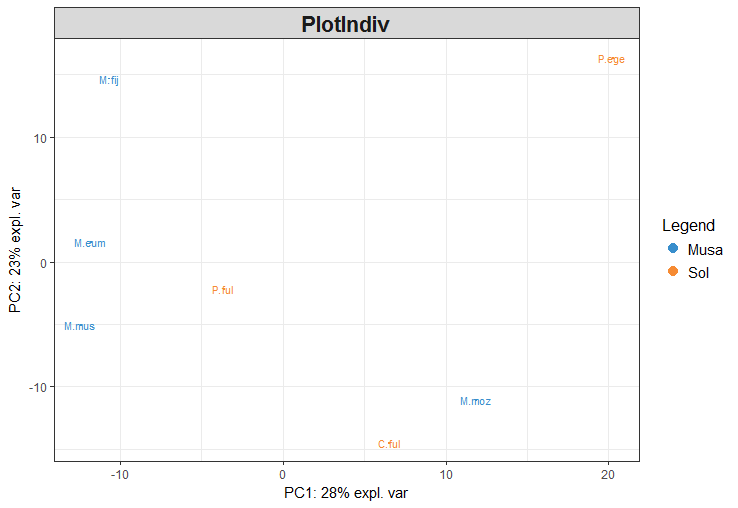 PlotIndiv
P.ege
M.fij
10
M.eum
0
P.ful
M.mus
-10
M.moz
C.ful
-10
0
10
20
PC1: 28% expl. var
PC2: 23% expl. var
Legend
Musa
Sol